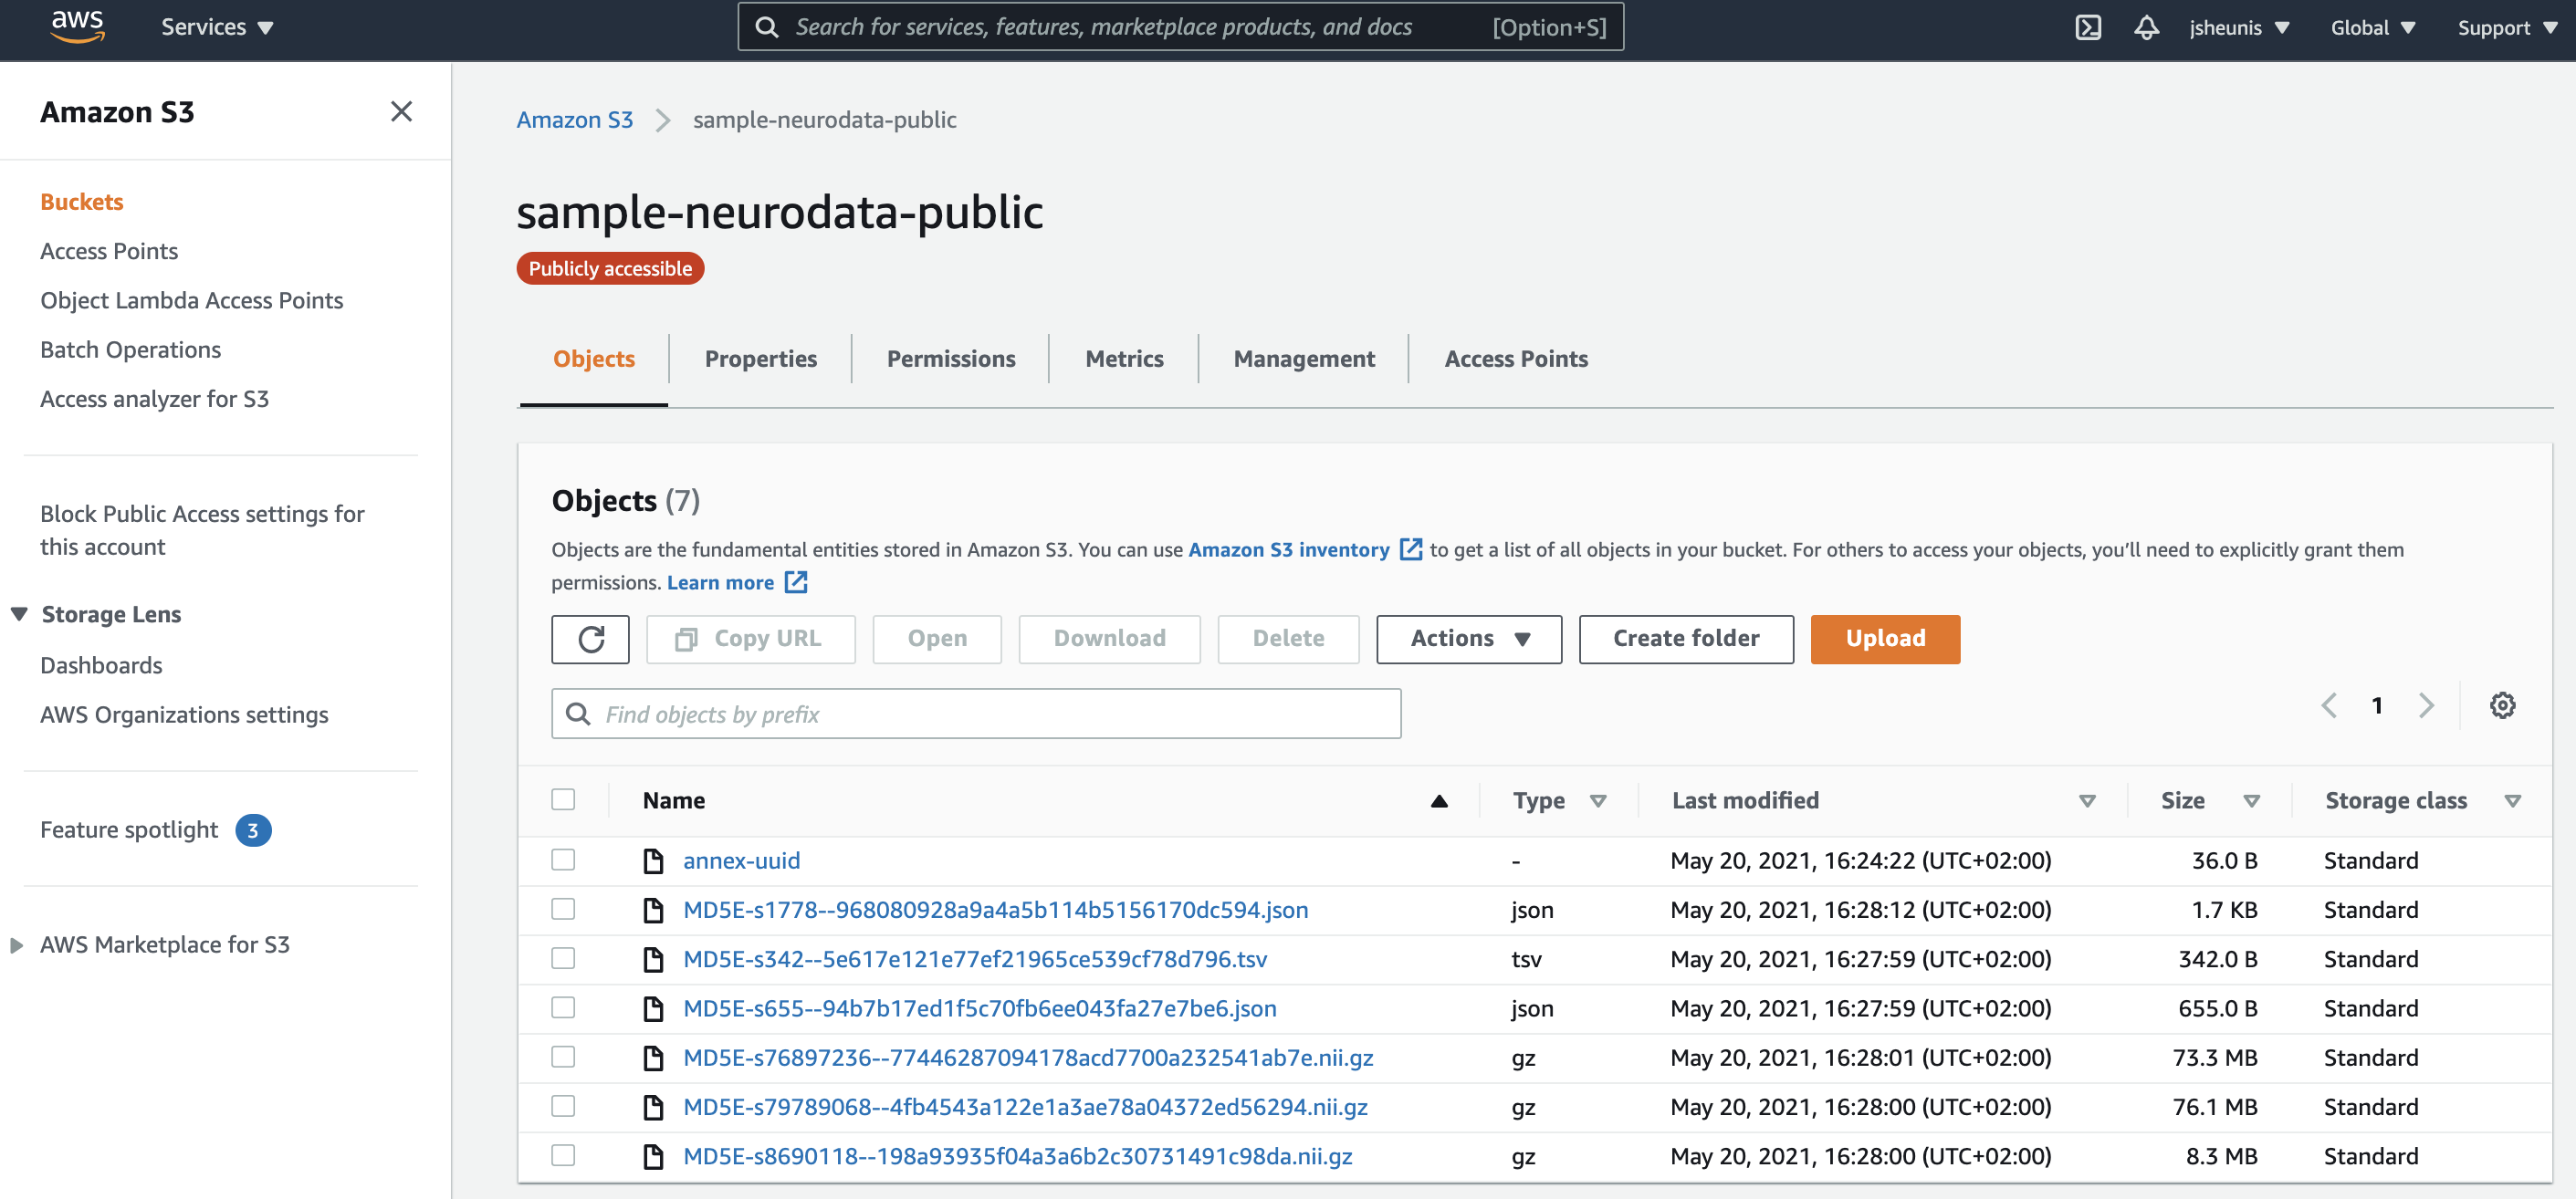 aws Services Search for services, features, marketplace products, and docs [Option+S] jsheunis Global Support
Amazon S3
Buckets
Access Points
Object Lambda Access Points
Batch Operations
Access analyzer for S3
Block Public Access settings for
this account
Storage Lens
Dashboards
AWS Organizations settings
Feature spotlight 3
AWS Marketplace for S3
Amazon S3 sample-neurodata-public
sample-neurodata-public
Publicly accessible
Objects Properties Permissions Metrics Management Access Points
Objects (7)
Objects are the fundamental entities stored in Amazon S3. You can use Amazon S3 inventory to get a list of all objects in your bucket. For others to access your objects, you’ll need to explicitly grant them
permissions. Learn more
Copy URL Open Download Delete Actions Create folder Upload
Find objects by prefix 1
Name Type Last modified Size Storage class
annex-uuid - May 20, 2021, 16:24:22 (UTC+02:00) 36.0 B Standard
MD5E-s1778--968080928a9a4a5b114b5156170dc594.json json May 20, 2021, 16:28:12 (UTC+02:00) 1.7 KB Standard
MD5E-s342--5e617e121e77ef21965ce539cf78d796.tsv tsv May 20, 2021, 16:27:59 (UTC+02:00) 342.0 B Standard
MD5E-s655--94b7b17ed1f5c70fb6ee043fa27e7be6.json json May 20, 2021, 16:27:59 (UTC+02:00) 655.0 B Standard
MD5E-s76897236--77446287094178acd7700a232541ab7e.nii.gz gz May 20, 2021, 16:28:01 (UTC+02:00) 73.3 MB Standard
MD5E-s79789068--4fb4543a122e1a3ae78a04372ed56294.nii.gz gz May 20, 2021, 16:28:00 (UTC+02:00) 76.1 MB Standard
MD5E-s8690118--198a93935f04a3a6b2c30731491c98da.nii.gz gz May 20, 2021, 16:28:00 (UTC+02:00) 8.3 MB Standard